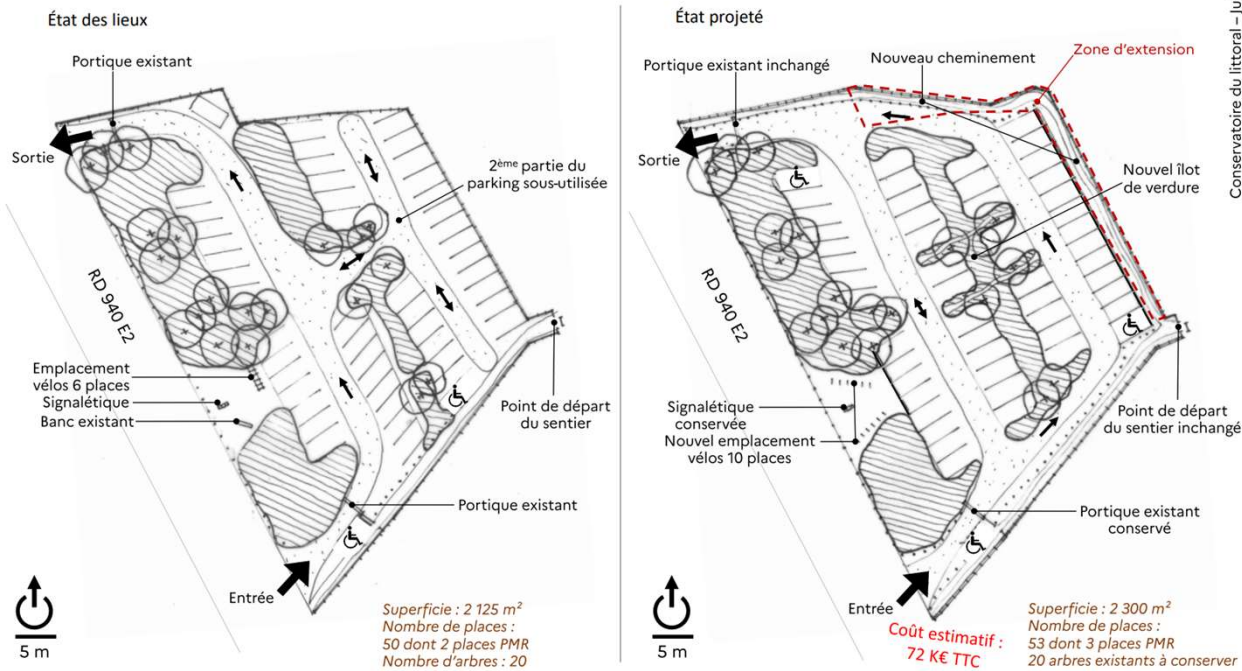 État des lieux
Portique existant
Sortie
2ème partie du
parking sous-utilisée
RD 940 E2
Emplacement
vélos 6 places
Signalétique
Banc existant
Point de départ
du sentier
Portique existant
Entrée
5 m
Superficie : 2 125 m²
Nombre de places :
50 dont 2 places PMR
Nombre d'arbres : 20
État projeté
Portique existant inchangé
Nouveau cheminement
Zone d'extension
Sortie
Nouvel îlot
de verdure
RD 940 E2
Signalétique
conservée
Nouvel emplacement
vélos 10 places
Point de départ
du sentier inchangé
Portique existant
conservé
Entrée
5 m
Coût estimatif :
72 K€ TTC
Superficie : 2 300 m²
Nombre de places :
53 dont 3 places PMR
20 arbres existants à conserver
Conservatoire du littoral –